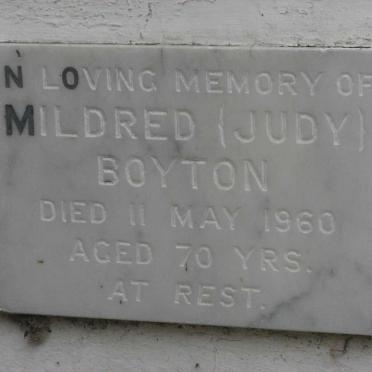 N LOVING MEMORY OF
MILDRED {JUDY}
BOYTON
DIED 11 MAY 1960
AGED 70 YRS.
AT REST.